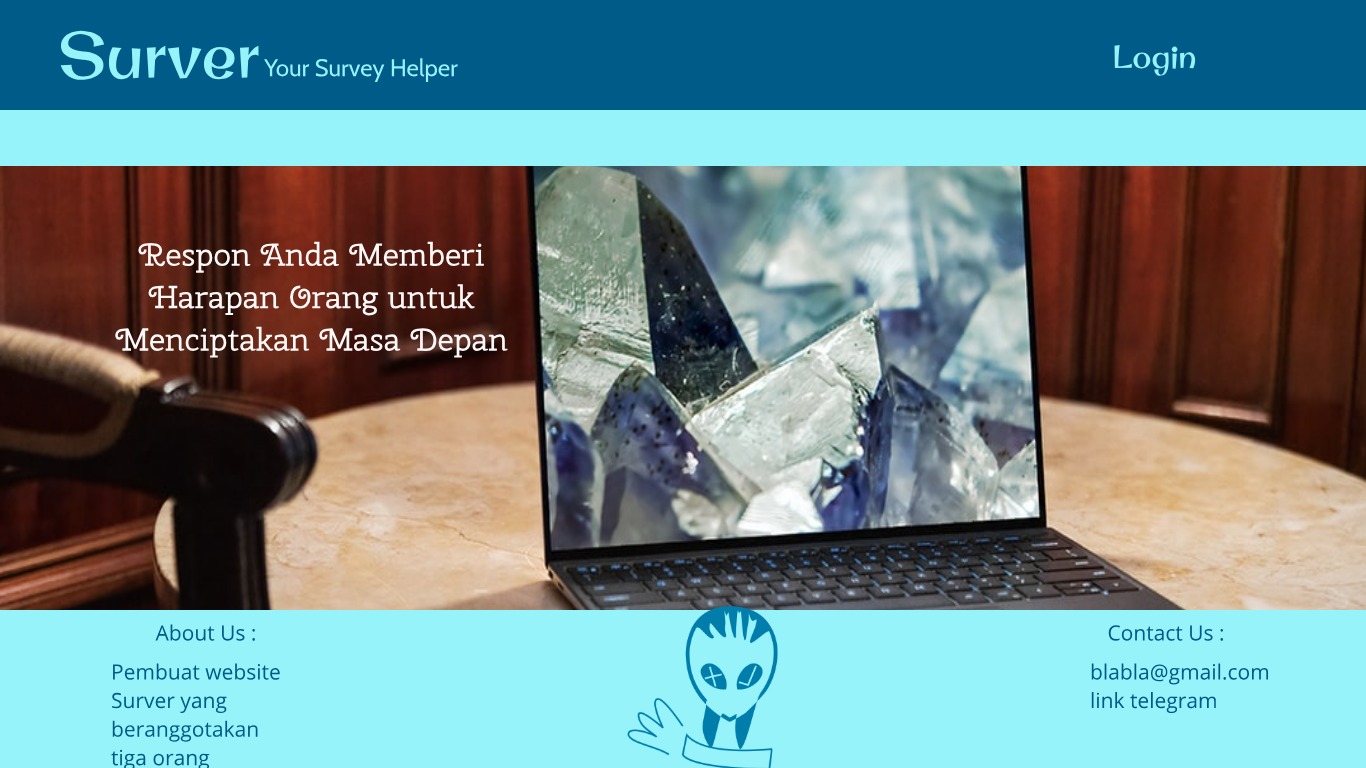 Surver Your Survey Helper
Login
Respon Anda Memberi
Harapan Orang untuk
Menciptakan Masa Depan
About Us :
Pembuat website
Surver yang
beranggotakan
tiga orang
Contact Us :
blabla@gmail.com
link telegram